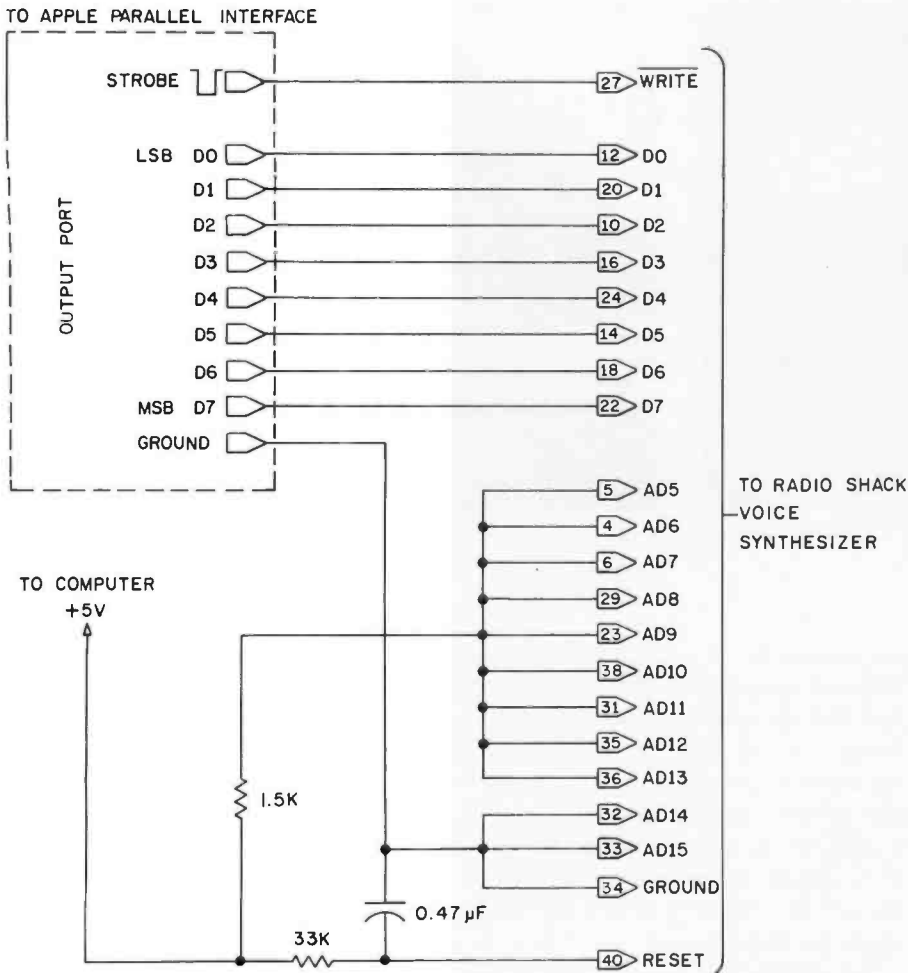 TO APPLE PARALLEL INTERFACE
STROBE
27 WRITE
LSB D0
12 D0
D1
20 D1
D2
10 D2
D3
16 D3
D4
24 D4
D5
14 D5
D6
18 D6
MSB D7
22 D7
GROUND
OUTPUT PORT
5 AD5
4 AD6
6 AD7
29 AD8
23 AD9
38 AD10
31 AD11
35 AD12
36 AD13
32 AD14
33 AD15
34 GROUND
40 RESET
TO RADIO SHACK
VOICE
SYNTHESIZER
TO COMPUTER
+5V
1.5K
0.47µF
33K